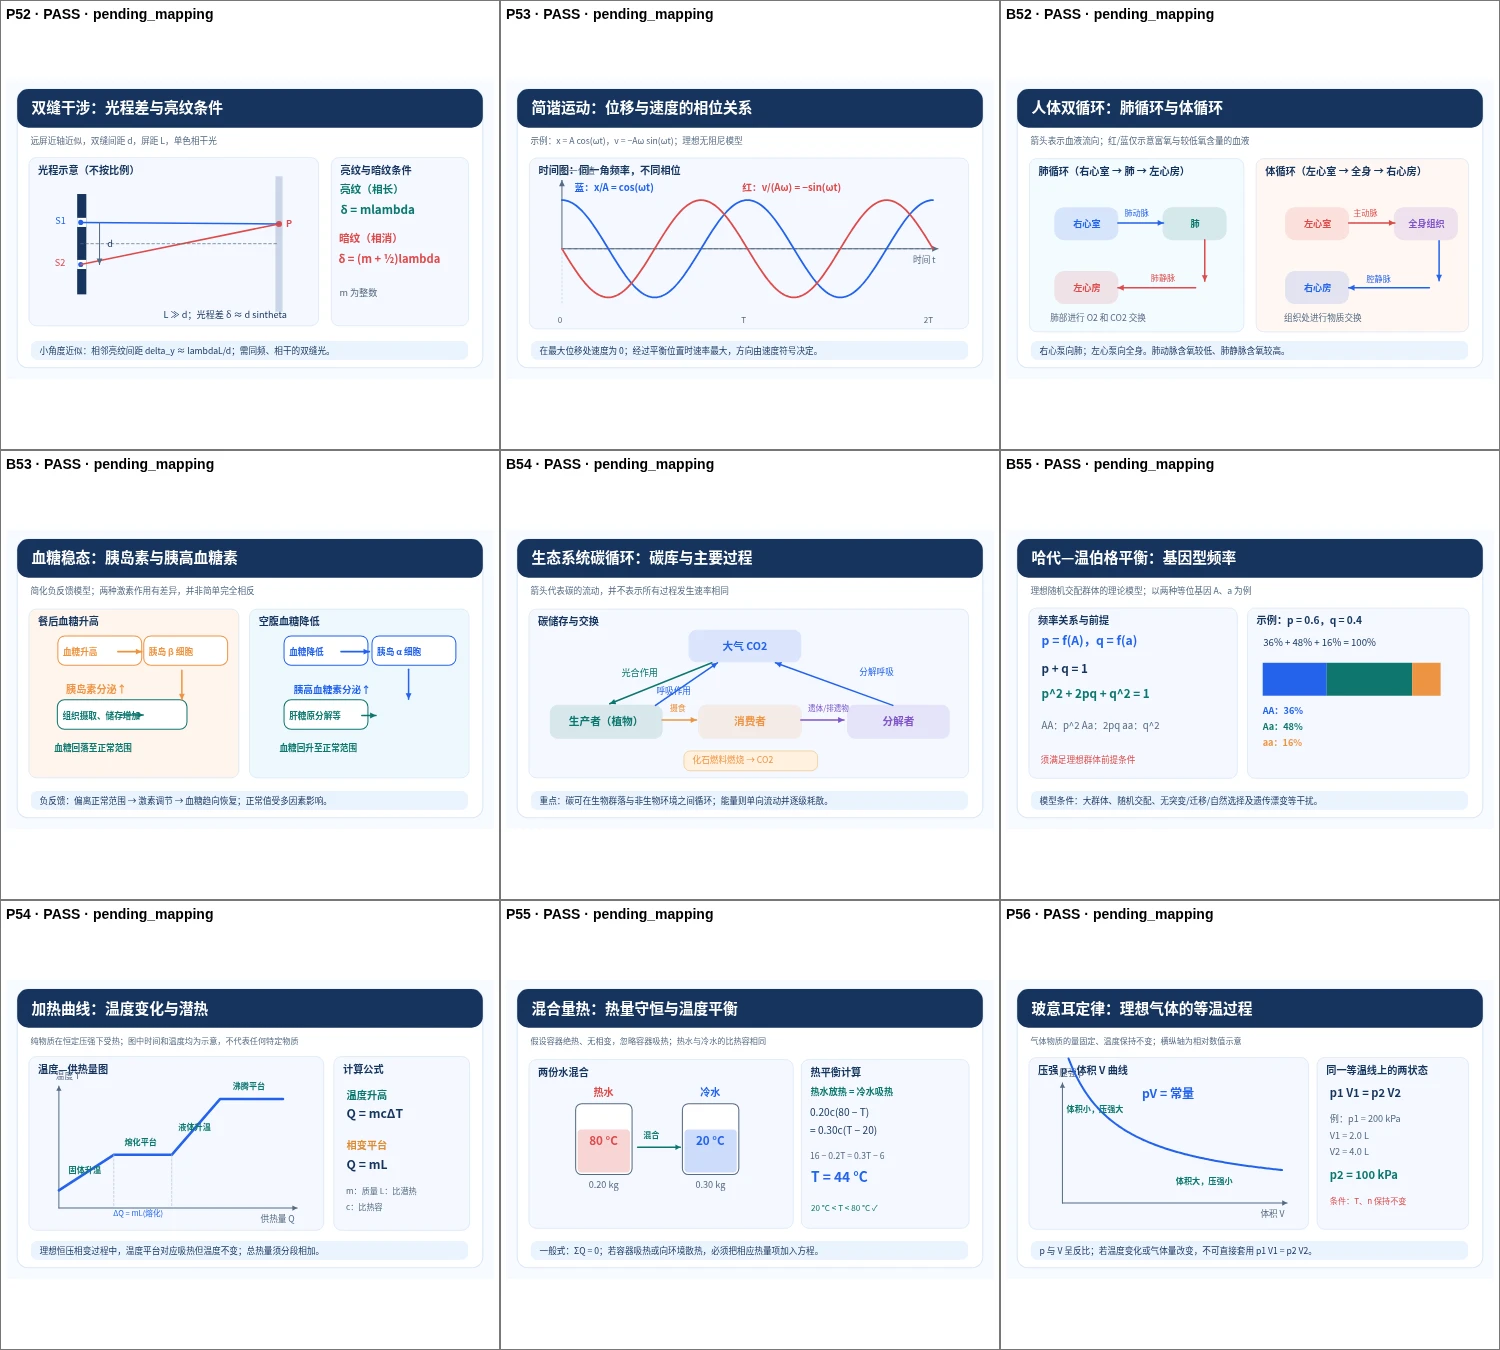 P52 · PASS · pending_mapping
双缝干涉：光程差与亮纹条件
远屏近轴近似，双缝间距 d，屏距 L，单色相干光
光程示意（不按比例）
S1
S2
d
P
L ≫ d；光程差 δ ≈ d sintheta
亮纹与暗纹条件
亮纹（相长）
δ = mlambda
暗纹（相消）
δ = (m + ½)lambda
m 为整数
小角度近似：相邻亮纹间距 delta_y ≈ lambdaL/d；需同频、相干的双缝光。
P53 · PASS · pending_mapping
简谐运动：位移与速度的相位关系
示例：x = A cos(ωt)，v = −Aω sin(ωt)；理想无阻尼模型
时间图：同一角频率，不同相位
蓝：x/A = cos(ωt)
红：v/(Aω) = −sin(ωt)
时间 t
0
T
2T
在最大位移处速度为 0；经过平衡位置时速率最大，方向由速度符号决定。
B52 · PASS · pending_mapping
人体双循环：肺循环与体循环
箭头表示血液流向；红/蓝仅示意富氧与较低氧含量的血液
肺循环（右心室 → 肺 → 左心房）
右心室
肺动脉
肺
左心房
肺静脉
肺部进行 O2 和 CO2 交换
体循环（左心室 → 全身 → 右心房）
左心室
主动脉
全身组织
右心房
腔静脉
组织处进行物质交换
右心泵向肺；左心泵向全身。肺动脉含氧较低、肺静脉含氧较高。
B53 · PASS · pending_mapping
血糖稳态：胰岛素与胰高血糖素
简化负反馈模型；两种激素作用有差异，并非简单完全相反
餐后血糖升高
血糖升高
胰岛 β 细胞
胰岛素分泌↑
组织摄取、储存增加
血糖回落至正常范围
空腹血糖降低
血糖降低
胰岛 α 细胞
胰高血糖素分泌↑
肝糖原分解等
血糖回升至正常范围
负反馈：偏离正常范围 → 激素调节 → 血糖趋向恢复；正常值受多因素影响。
B54 · PASS · pending_mapping
生态系统碳循环：碳库与主要过程
箭头代表碳的流动，并不表示所有过程发生速率相同
碳储存与交换
大气 CO2
光合作用
呼吸作用
分解呼吸
生产者（植物）
摄食
消费者
遗体/排遗物
分解者
化石燃料燃烧 → CO2
重点：碳可在生物群落与非生物环境之间循环；能量则单向流动并逐级耗散。
B55 · PASS · pending_mapping
哈代—温伯格平衡：基因型频率
理想随机交配群体的理论模型；以两种等位基因 A、a 为例
频率关系与前提
p = f(A)，q = f(a)
p + q = 1
p^2 + 2pq + q^2 = 1
AA：p^2 Aa：2pq aa：q^2
须满足理想群体前提条件
示例：p = 0.6，q = 0.4
36% + 48% + 16% = 100%
AA：36%
Aa：48%
aa：16%
模型条件：大群体、随机交配、无突变/迁移/自然选择及遗传漂变等干扰。
P54 · PASS · pending_mapping
加热曲线：温度变化与潜热
纯物质在恒定压强下受热；图中时间和温度均为示意，不代表任何特定物质
温度—供热量图
温度 T
沸腾平台
液体升温
熔化平台
固体升温
ΔQ = mL(熔化)
供热量 Q
计算公式
温度升高
Q = mcΔT
相变平台
Q = mL
m：质量 L：比潜热
c：比热容
理想恒压相变过程中，温度平台对应吸热但温度不变；总热量须分段相加。
P55 · PASS · pending_mapping
混合量热：热量守恒与温度平衡
假设容器绝热、无相变，忽略容器吸热；热水与冷水的比热容相同
两份水混合
热水
冷水
80 °C
混合
20 °C
0.20 kg
0.30 kg
热平衡计算
热水放热 = 冷水吸热
0.20c(80 − T)
= 0.30c(T − 20)
16 − 0.2T = 0.3T − 6
T = 44 °C
20 °C < T < 80 °C ✓
一般式：ΣQ = 0；若容器吸热或向环境散热，必须把相应热量项加入方程。
P56 · PASS · pending_mapping
玻意耳定律：理想气体的等温过程
气体物质的量固定、温度保持不变；横纵轴为相对数值示意
压强 p—体积 V 曲线
pV = 常量
体积小，压强大
体积大，压强小
体积 V
同一等温线上的两状态
p1 V1 = p2 V2
例：p1 = 200 kPa
V1 = 2.0 L
V2 = 4.0 L
p2 = 100 kPa
条件：T、n 保持不变
p 与 V 呈反比；若温度变化或气体量改变，不可直接套用 p1 V1 = p2 V2。